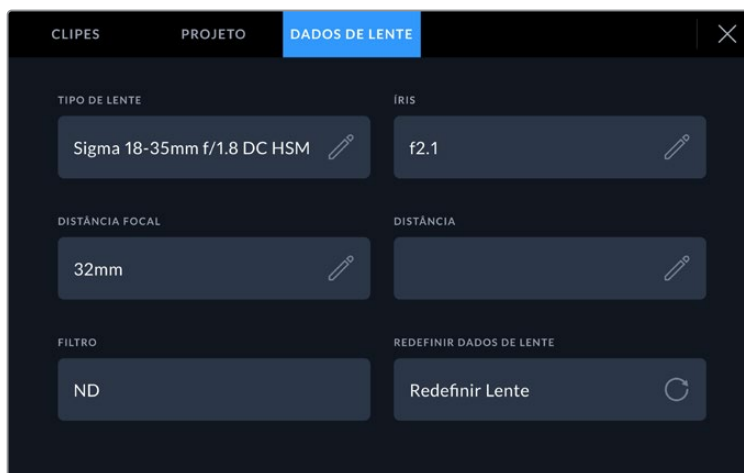 CLIPES PROJETO DADOS DE LENTE
TIPO DE LENTE
Sigma 18-35mm f/1.8 DC HSM
ÍRIS
f2.1
DISTÂNCIA FOCAL
32mm
DISTÂNCIA
FILTRO
ND
REDEFINIR DADOS DE LENTE
Redefinir Lente